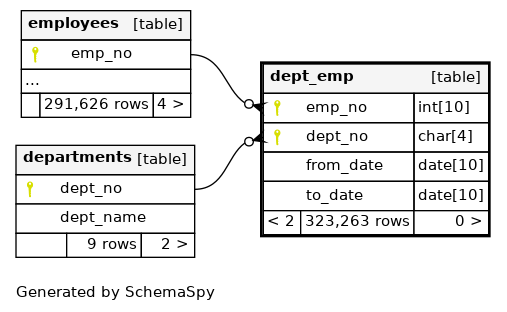 employees [table]
emp_no
...
291,626 rows 4 >
departments [table]
dept_no
dept_name
9 rows 2 >
dept_emp [table]
emp_no int[10]
dept_no char[4]
from_date date[10]
to_date date[10]
< 2 323,263 rows 0 >
Generated by SchemaSpy